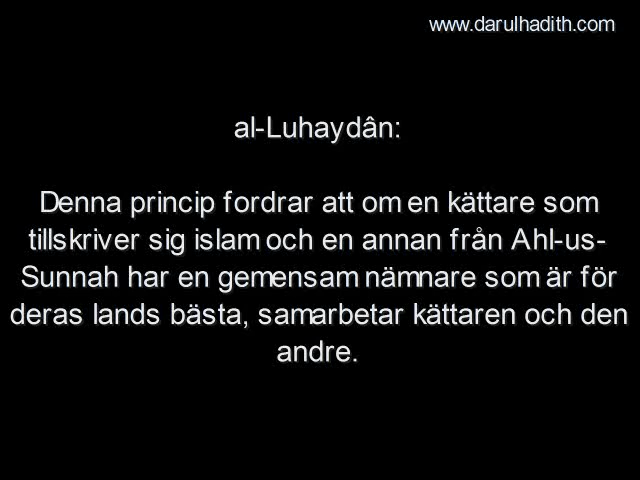 www.darulhadith.com
al-Luhaydân:
Denna princip fordrar att om en kättare som
tillskriver sig islam och en annan från Ahl-us-
Sunnah har en gemensam nämnare som är för
deras lands bästa, samarbetar kättaren och den
andre.